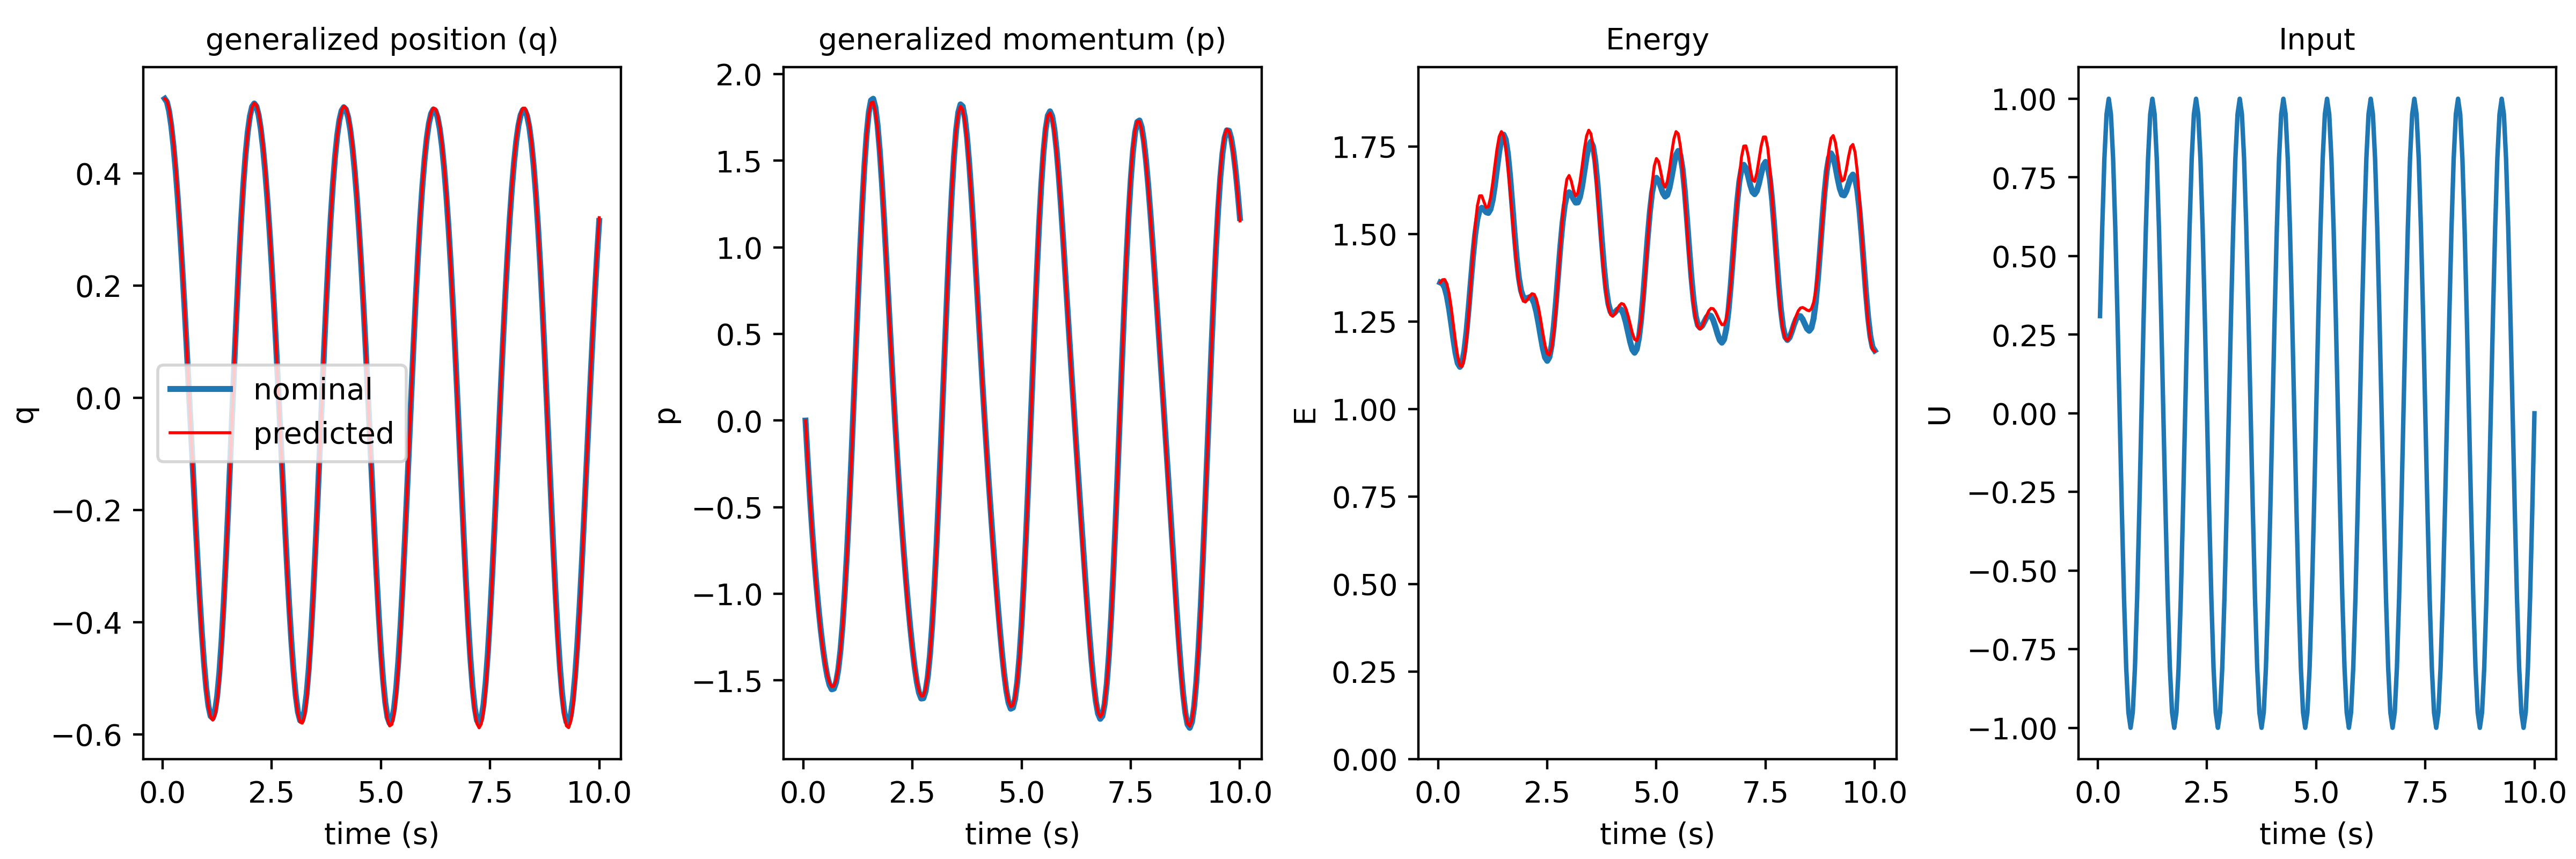 generalized position (q)
0.4
0.2
0.0
−0.2
−0.4
−0.6
q
nominal
predicted
0.0 2.5 5.0 7.5 10.0
time (s)
generalized momentum (p)
2.0
1.5
1.0
0.5
0.0
−0.5
−1.0
−1.5
p
0.0 2.5 5.0 7.5 10.0
time (s)
Energy
1.75
1.50
1.25
1.00
0.75
0.50
0.25
0.00
E
0.0 2.5 5.0 7.5 10.0
time (s)
Input
1.00
0.75
0.50
0.25
0.00
−0.25
−0.50
−0.75
−1.00
U
0.0 2.5 5.0 7.5 10.0
time (s)